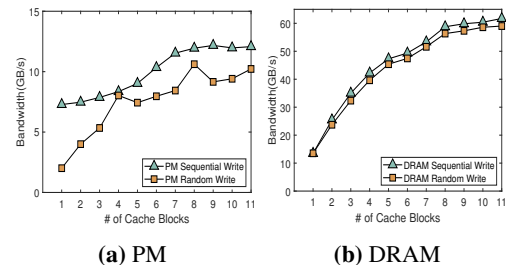 15
10
5
0
Bandwidth(GB/s)
PM Sequential Write
PM Random Write
1 2 3 4 5 6 7 8 9 10 11
# of Cache Blocks
(a) PM
60
50
40
30
20
10
0
Bandwidth(GB/s)
DRAM Sequential Write
DRAM Random Write
1 2 3 4 5 6 7 8 9 10 11
# of Cache Blocks
(b) DRAM